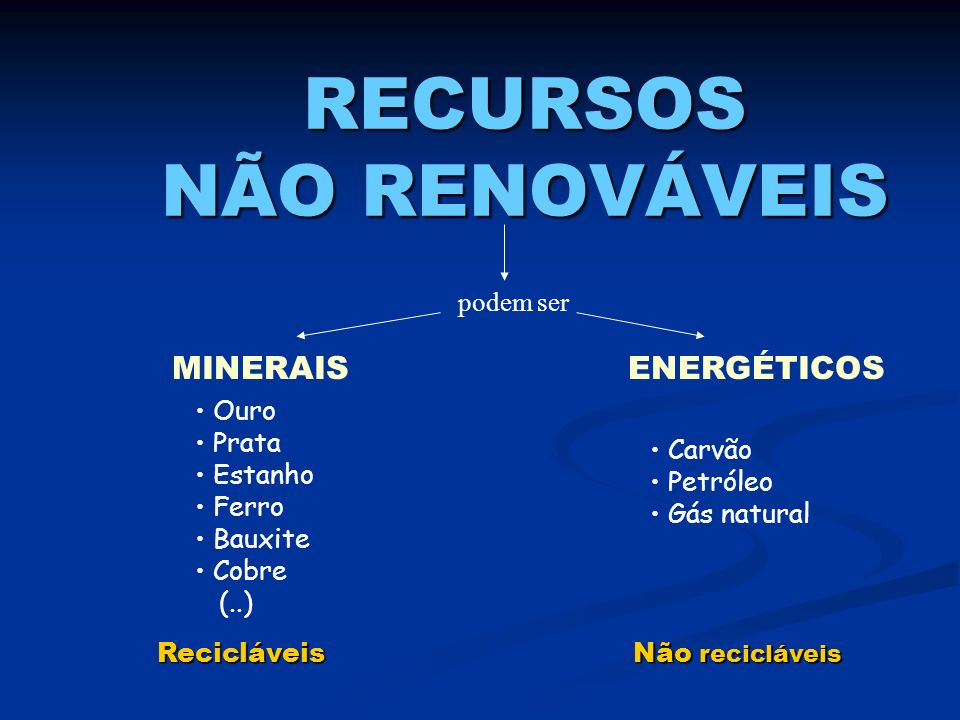 RECURSOS
NÃO RENOVÁVEIS
podem ser
MINERAIS
• Ouro
• Prata
• Estanho
• Ferro
• Bauxite
• Cobre
(..)
Recicláveis
ENERGÉTICOS
• Carvão
• Petróleo
• Gás natural
Não recicláveis